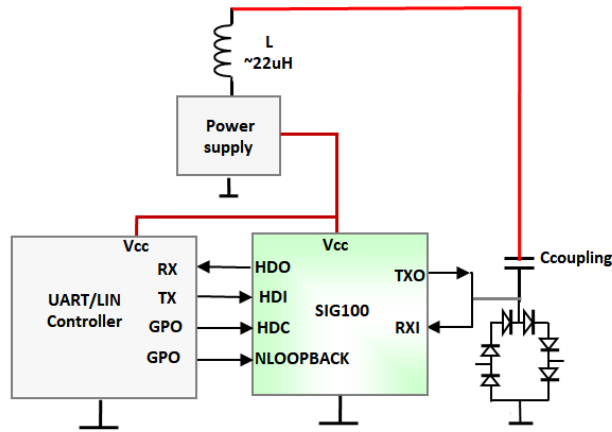 L
~22uH
Power
supply
Vcc
Vcc
Ccoupling
RX
HDO
TXO
UART/LIN
Controller
TX
HDI
SIG100
GPO
HDC
RXI
GPO
NLOOPBACK